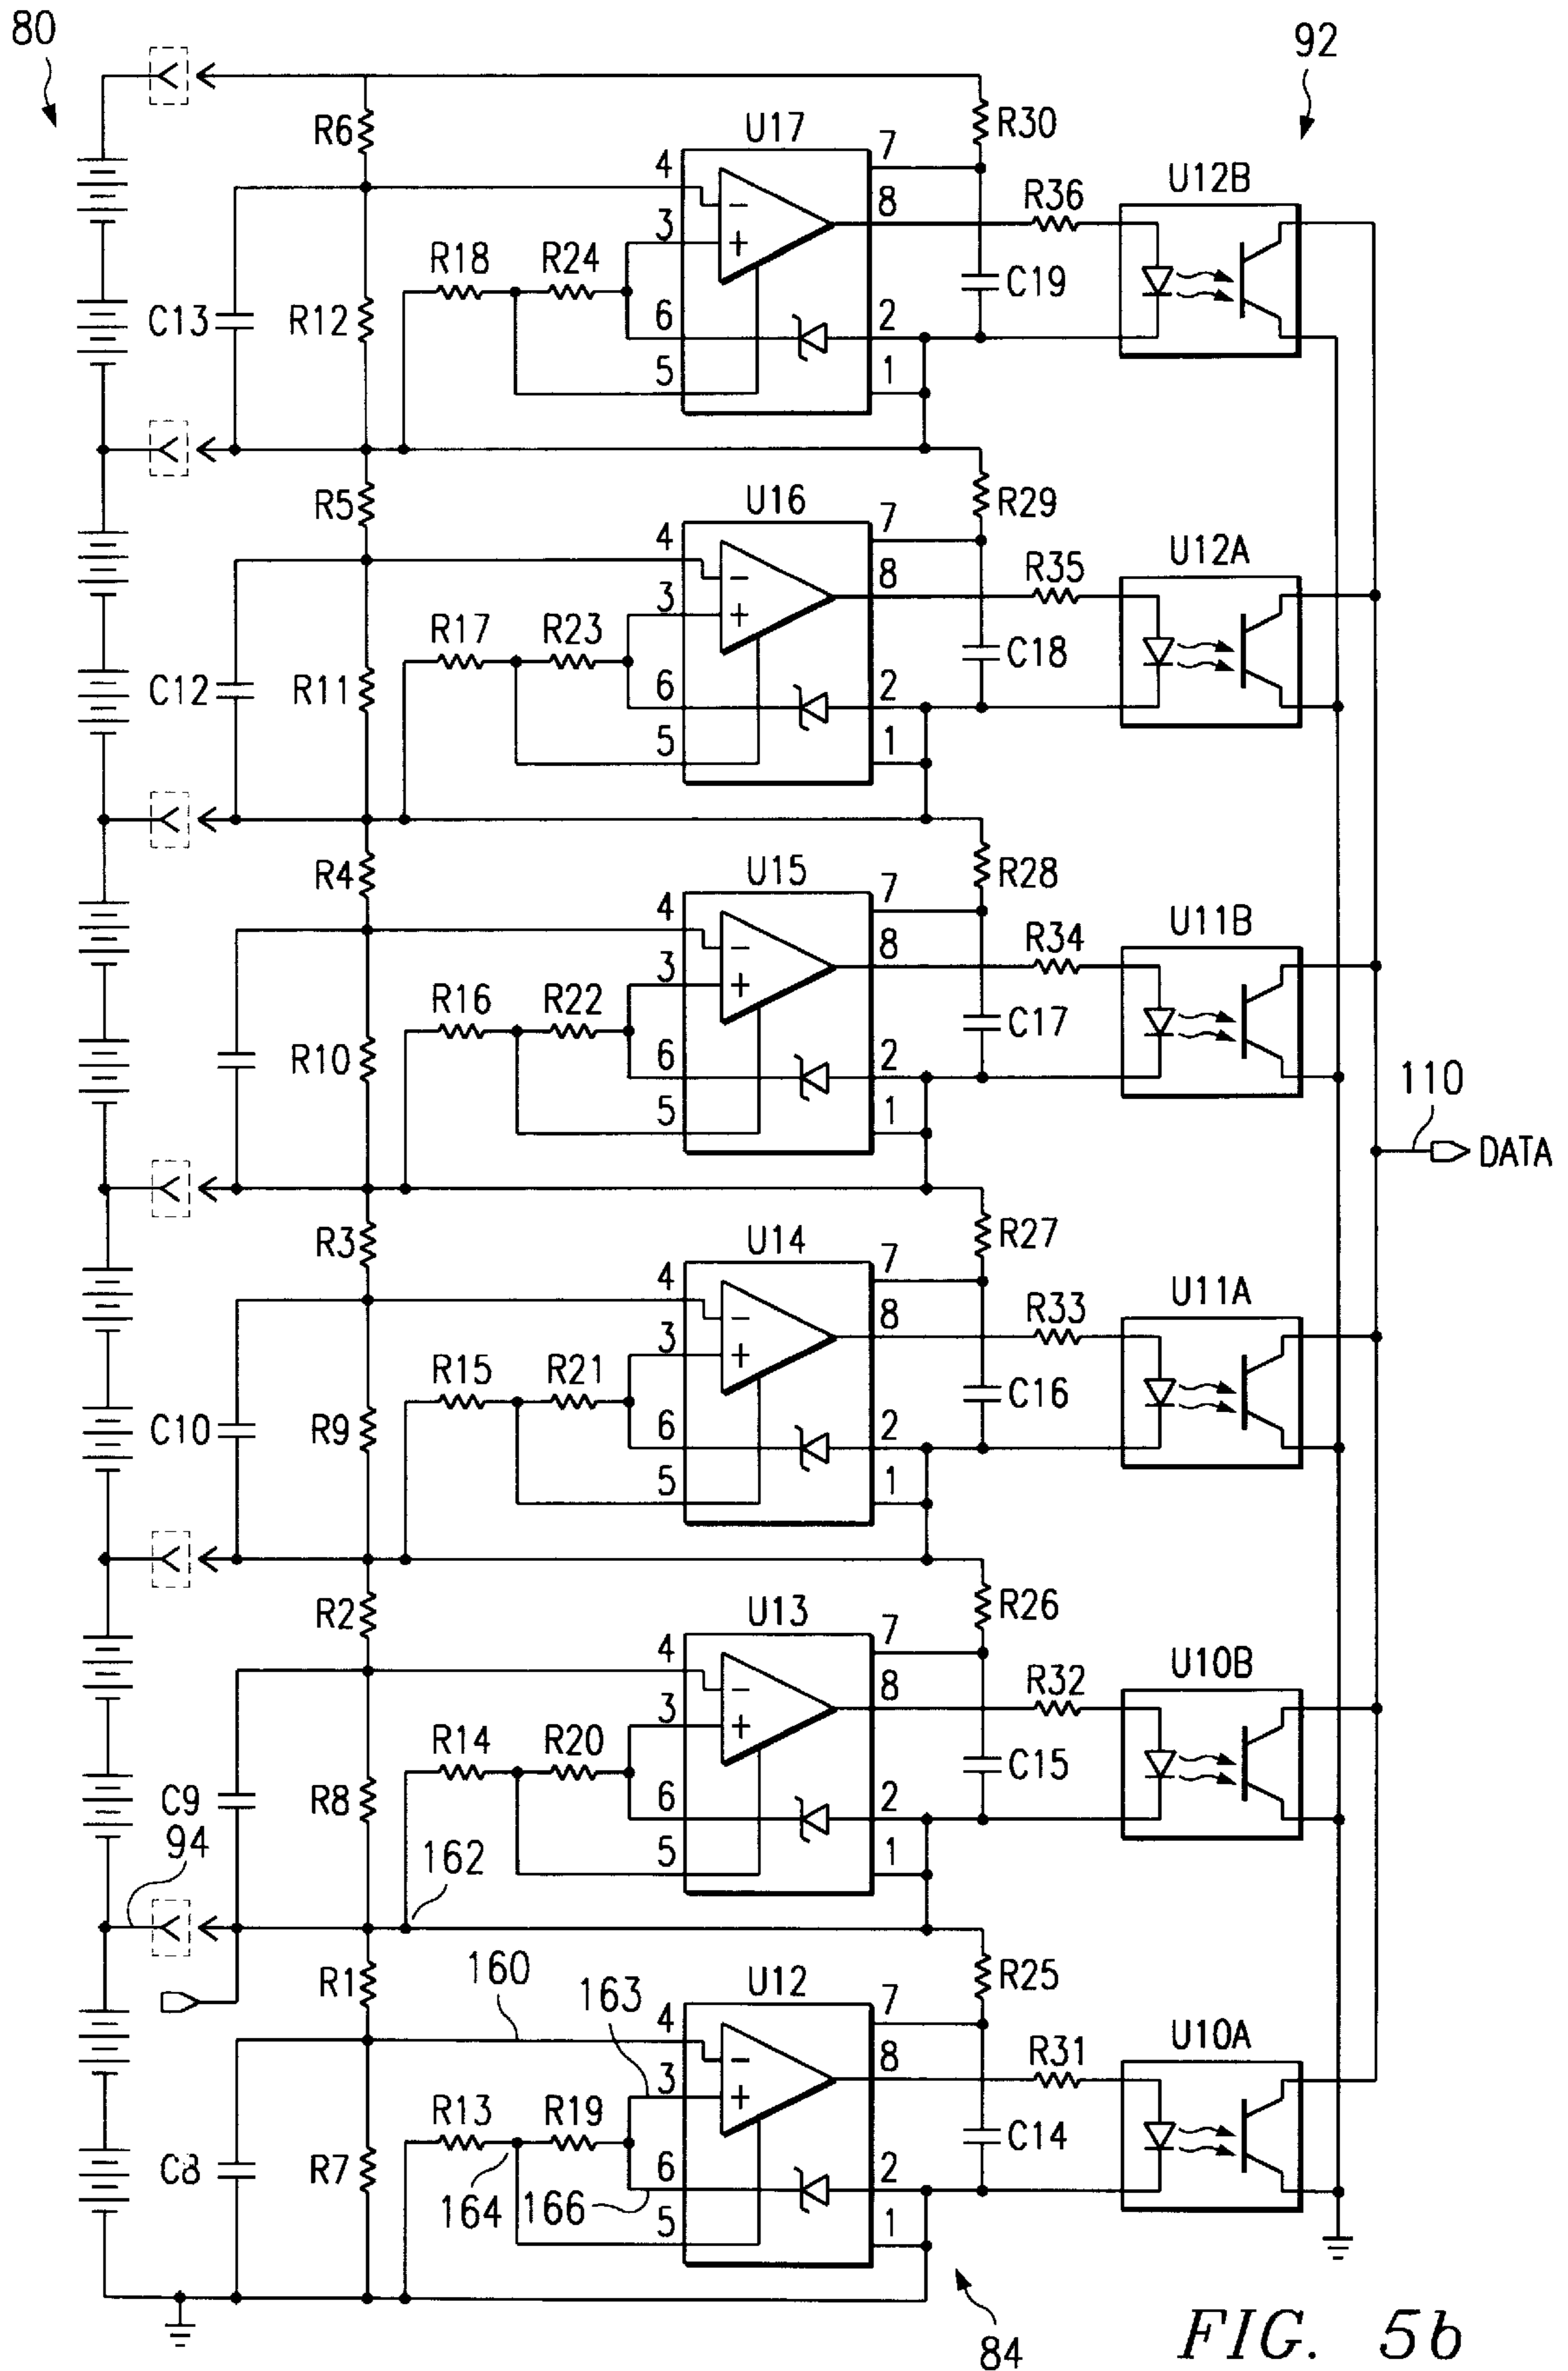 80
92
R6
U17
R30
4
7
U12B
3
8
R36
R18
R24
C13
R12
6
2
C19
5
1
R5
U16
R29
4
7
U12A
3
8
R35
R17
R23
C12
R11
6
2
C18
5
1
R4
U15
R28
4
7
U11B
3
8
R34
R16
R22
R10
6
2
C17
5
1
110
DATA
R3
U14
R27
4
7
U11A
3
8
R33
R15
R21
C10
R9
6
2
C16
5
1
R2
U13
R26
4
7
U10B
3
8
R32
R14
R20
C9
R8
6
2
C15
94
162
5
1
R1
160
163
U12
R25
4
7
U10A
3
8
R31
R13
R19
C8
R7
6
2
C14
164
166
5
1
84
FIG. 5b